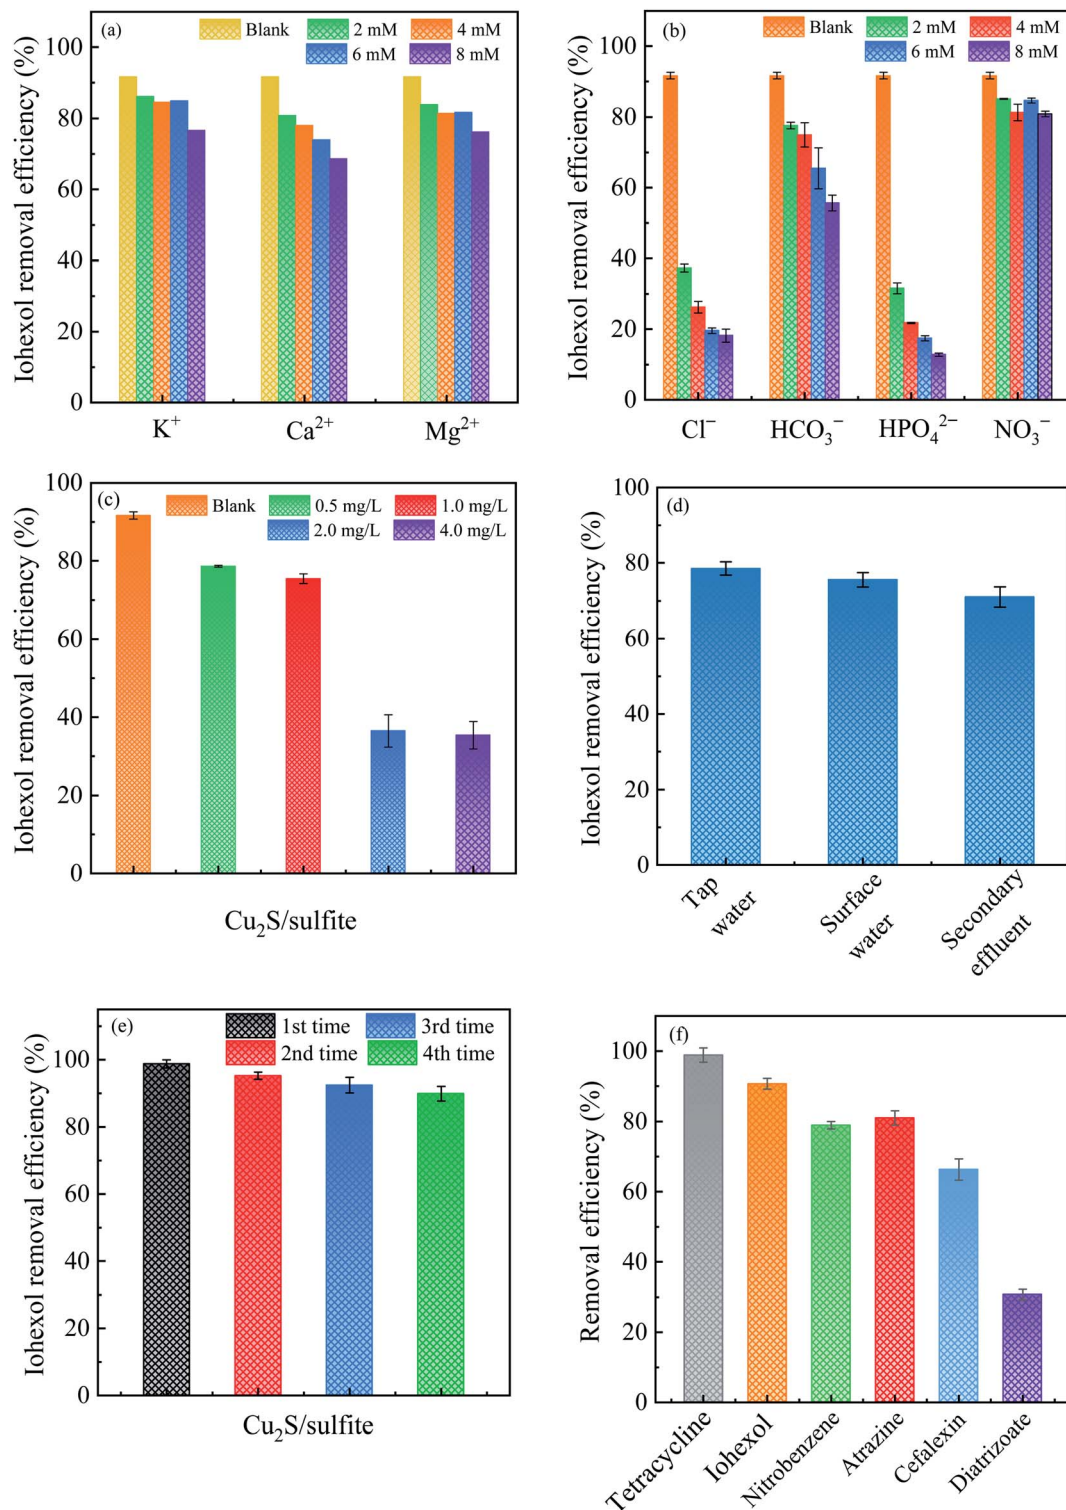 (a)
Blank 2 mM 4 mM
6 mM 8 mM
Iohexol removal efficiency (%)
100
80
60
40
20
0
K⁺ Ca²⁺ Mg²⁺
(b)
Blank 2 mM 4 mM
6 mM 8 mM
Iohexol removal efficiency (%)
100
80
60
40
20
0
Cl⁻ HCO₃⁻ HPO₄²⁻ NO₃⁻
(c)
Blank 0.5 mg/L 1.0 mg/L
2.0 mg/L 4.0 mg/L
Iohexol removal efficiency (%)
100
80
60
40
20
0
Cu₂S/sulfite
(d)
Iohexol removal efficiency (%)
100
80
60
40
20
0
Tap
water
Surface
water
Secondary
effluent
(e)
1st time 3rd time
2nd time 4th time
Iohexol removal efficiency (%)
100
80
60
40
20
0
Cu₂S/sulfite
(f)
Removal efficiency (%)
100
80
60
40
20
0
Tetracycline
Iohexol
Nitrobenzene
Atrazine
Cefalexin
Diatrizoate